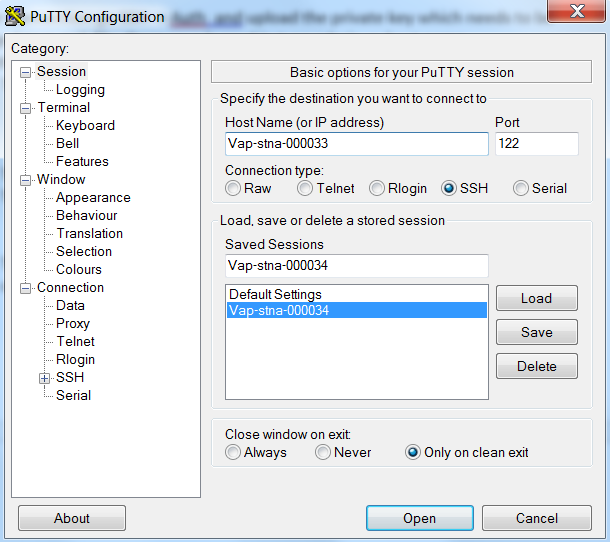 PuTTY Configuration
Auth, and upload the private key which needs to b
Category:
Session
Logging
Terminal
Keyboard
Bell
Features
Window
Appearance
Behaviour
Translation
Selection
Colours
Connection
Data
Proxy
Telnet
Rlogin
SSH
Serial
Basic options for your PuTTY session
Specify the destination you want to connect to
Host Name (or IP address) Port
Vap-stna-000033 122
Connection type:
Raw Telnet Rlogin SSH Serial
Load, save or delete a stored session
Saved Sessions
Vap-stna-000034
Default Settings
Vap-stna-000034
Load
Save
Delete
Close window on exit:
Always Never Only on clean exit
About Open Cancel